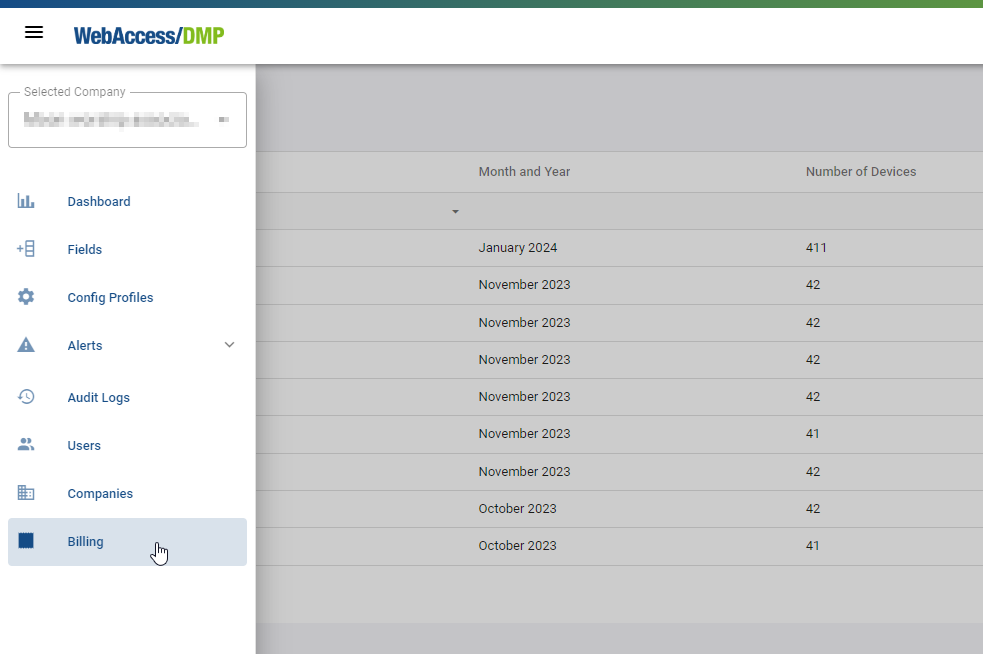 WebAccess/DMP
Selected Company
Dashboard
Fields
Config Profiles
Alerts
Audit Logs
Users
Companies
Billing
Month and Year Number of Devices
January 2024 411
November 2023 42
November 2023 42
November 2023 42
November 2023 42
November 2023 41
November 2023 42
October 2023 42
October 2023 41